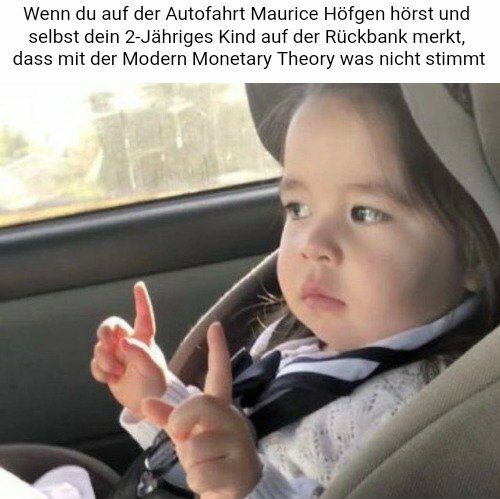 Wenn du auf der Autofahrt Maurice Höfgen hörst und
selbst dein 2-Jähriges Kind auf der Rückbank merkt,
dass mit der Modern Monetary Theory was nicht stimmt